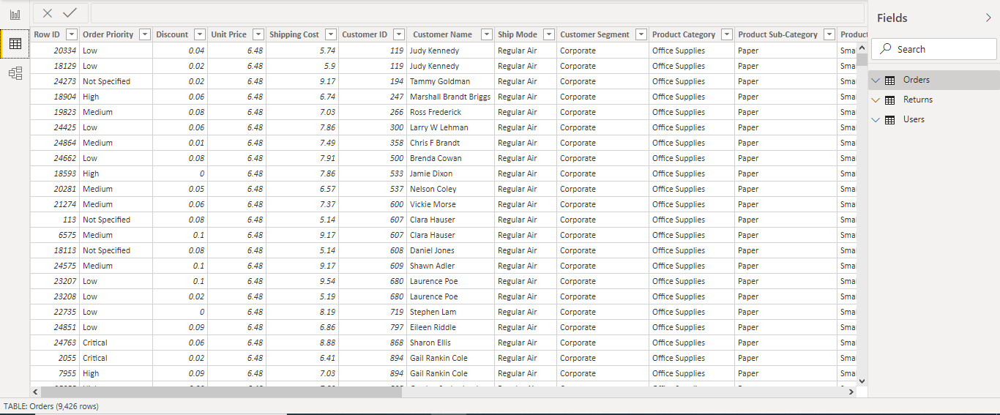 Row ID Order Priority Discount Unit Price Shipping Cost Customer ID Customer Name Ship Mode Customer Segment Product Category Product Sub-Category Product
20334 Low 0.04 6.48 5.74 119 Judy Kennedy Regular Air Corporate Office Supplies Paper Sma
18129 Low 0.02 6.48 5.9 119 Judy Kennedy Regular Air Corporate Office Supplies Paper Sma
24273 Not Specified 0.02 6.48 9.17 194 Tammy Goldman Regular Air Corporate Office Supplies Paper Sma
18904 High 0.06 6.48 6.74 247 Marshall Brandt Briggs Regular Air Corporate Office Supplies Paper Sma
19823 Medium 0.08 6.48 7.03 266 Ross Frederick Regular Air Corporate Office Supplies Paper Sma
24425 Low 0.06 6.48 7.86 300 Larry W Lehman Regular Air Corporate Office Supplies Paper Sma
24864 Medium 0.01 6.48 7.49 358 Chris F Brandt Regular Air Corporate Office Supplies Paper Sma
24662 Low 0.08 6.48 7.91 500 Brenda Cowan Regular Air Corporate Office Supplies Paper Sma
18593 High 0 6.48 7.86 533 Jamie Dixon Regular Air Corporate Office Supplies Paper Sma
20281 Medium 0.05 6.48 6.57 537 Nelson Coley Regular Air Corporate Office Supplies Paper Sma
21274 Medium 0.06 6.48 7.37 600 Vickie Morse Regular Air Corporate Office Supplies Paper Sma
113 Not Specified 0.08 6.48 5.14 607 Clara Hauser Regular Air Corporate Office Supplies Paper Sma
6575 Medium 0.1 6.48 9.17 607 Clara Hauser Regular Air Corporate Office Supplies Paper Sma
18113 Not Specified 0.08 6.48 5.14 608 Daniel Jones Regular Air Corporate Office Supplies Paper Sma
24575 Medium 0.1 6.48 9.17 609 Shawn Adler Regular Air Corporate Office Supplies Paper Sma
23207 Low 0.1 6.48 9.54 680 Laurence Poe Regular Air Corporate Office Supplies Paper Sma
23208 Low 0.02 6.48 5.19 680 Laurence Poe Regular Air Corporate Office Supplies Paper Sma
22735 Low 0 6.48 8.19 719 Stephen Lam Regular Air Corporate Office Supplies Paper Sma
24851 Low 0.09 6.48 6.86 797 Eileen Riddle Regular Air Corporate Office Supplies Paper Sma
24763 Critical 0.06 6.48 8.88 868 Sharon Ellis Regular Air Corporate Office Supplies Paper Sma
2055 Critical 0.02 6.48 6.41 894 Gail Rankin Cole Regular Air Corporate Office Supplies Paper Sma
7955 High 0.09 6.48 7.03 894 Gail Rankin Cole Regular Air Corporate Office Supplies Paper Sma
TABLE: Orders (9,426 rows)
Fields
Search
Orders
Returns
Users